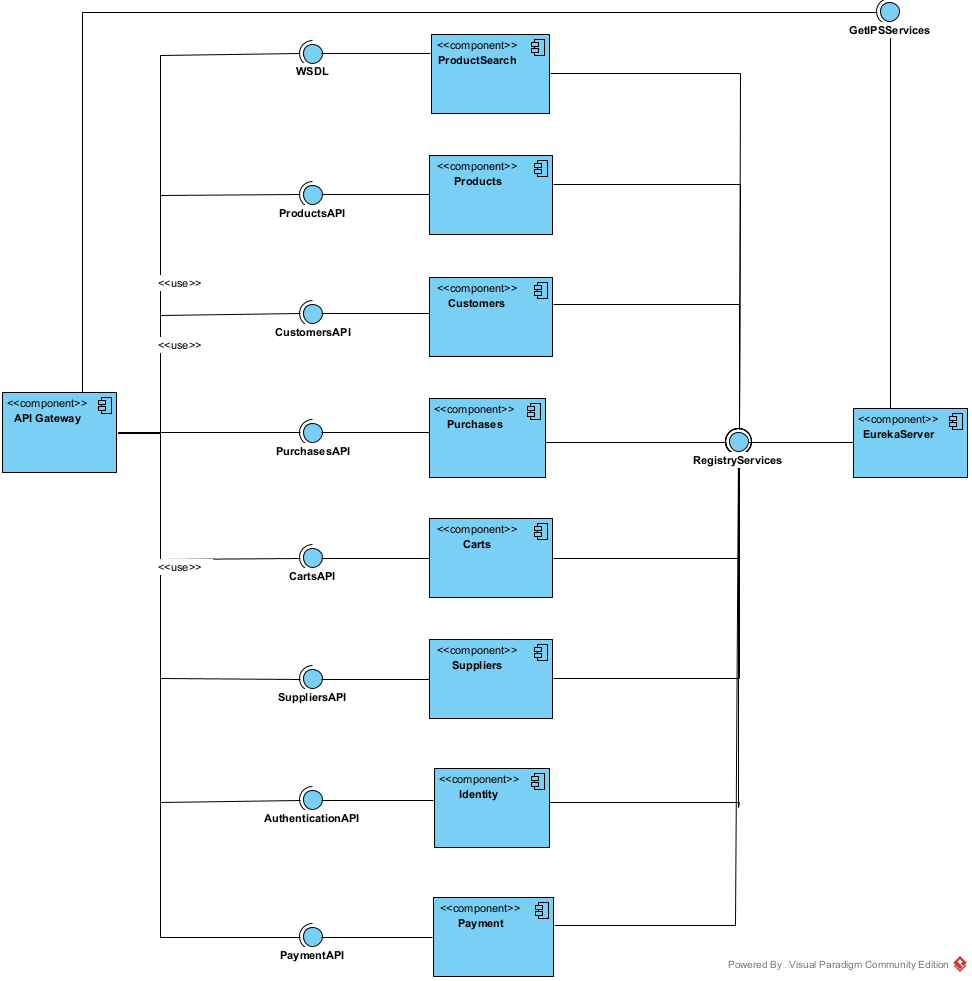 GetIPSServices
<<component>>
ProductSearch
WSDL
<<component>>
Products
ProductsAPI
<<use>>
<<component>>
Customers
CustomersAPI
<<use>>
<<component>>
API Gateway
<<component>>
Purchases
PurchasesAPI
RegistryServices
<<component>>
EurekaServer
<<component>>
Carts
<<use>>
CartsAPI
<<component>>
Suppliers
SuppliersAPI
<<component>>
Identity
AuthenticationAPI
<<component>>
Payment
PaymentAPI
Powered By Visual Paradigm Community Edition